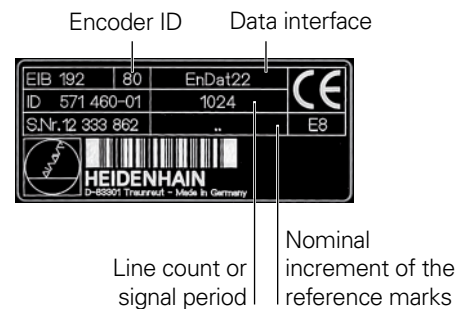 Encoder ID Data interface
EIB 192 80 EnDat22 CE
ID 571 460-01 1024
S.Nr.12 333 862 .. E8
HEIDENHAIN
D-83301 Traunreut - Made in Germany
Line count or
signal period
Nominal
increment of the
reference marks